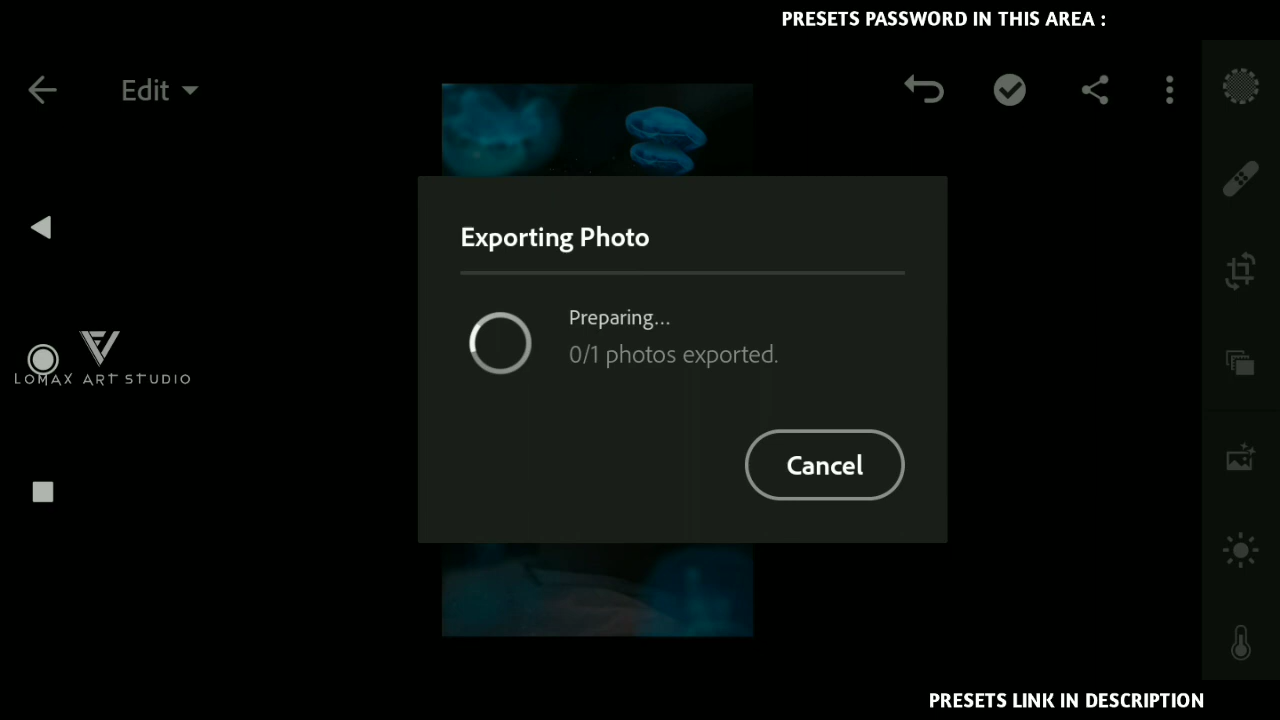 PRESETS PASSWORD IN THIS AREA :
Edit
Exporting Photo
Preparing...
0/1 photos exported.
LOMAX ART STUDIO
Cancel
PRESETS LINK IN DESCRIPTION